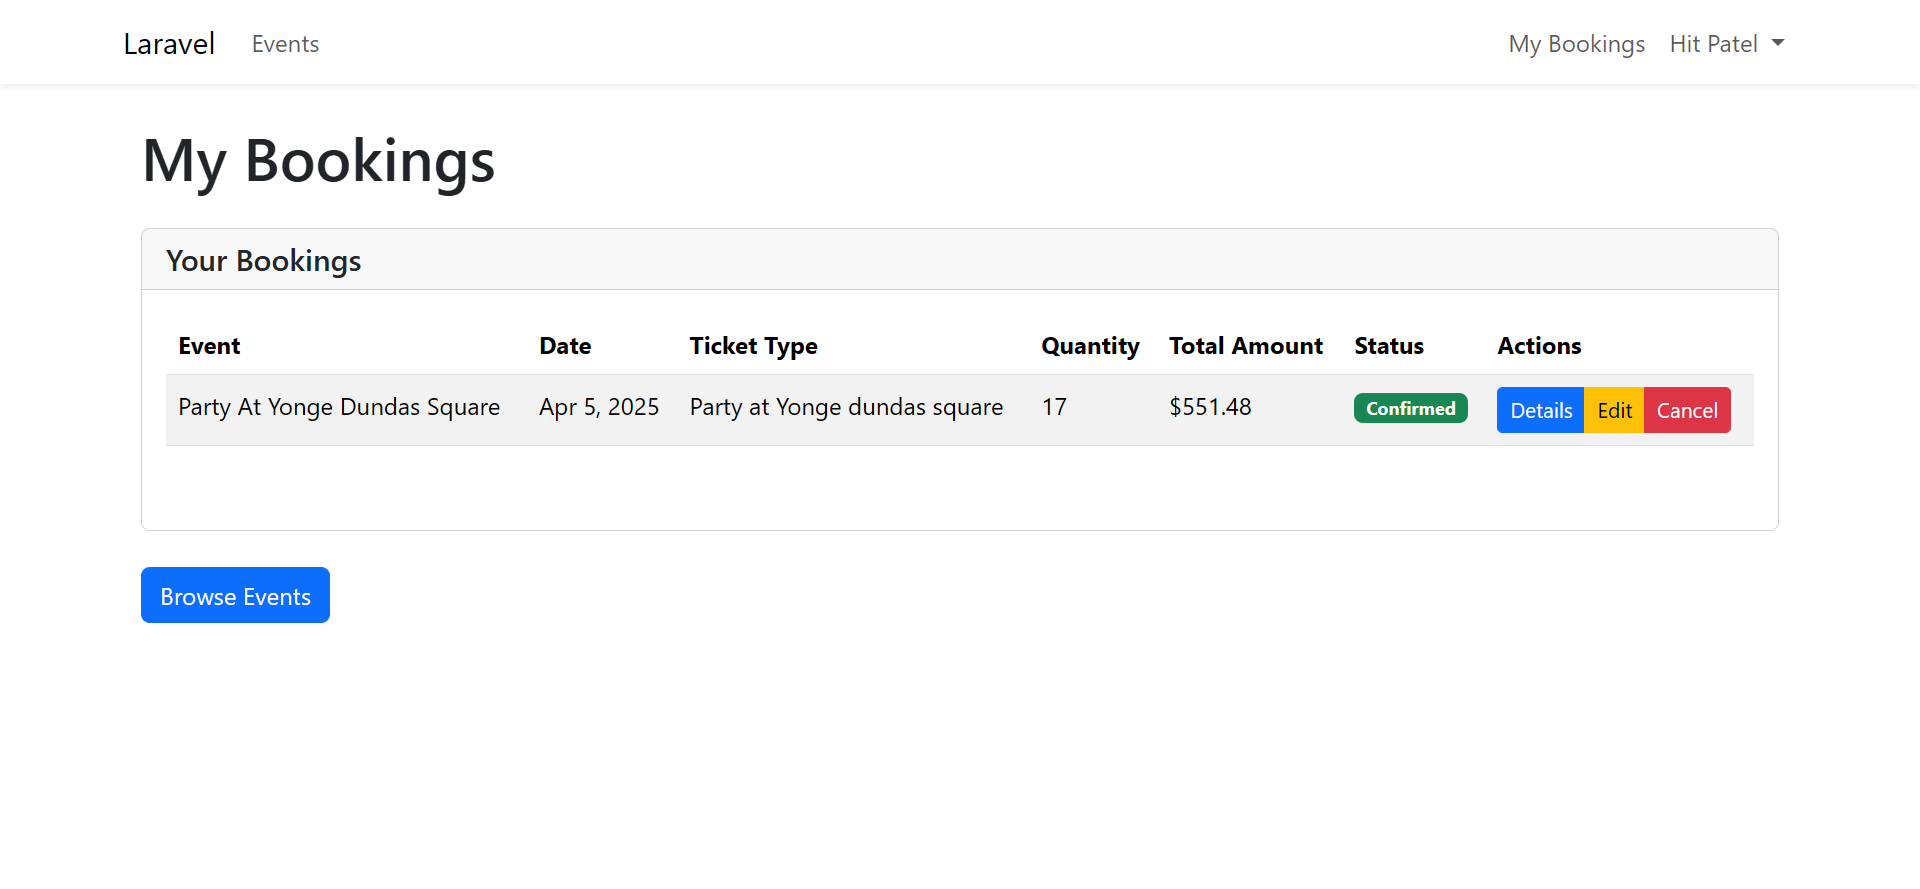 Laravel Events My Bookings Hit Patel
My Bookings
Your Bookings
Event Date Ticket Type Quantity Total Amount Status Actions
Party At Yonge Dundas Square Apr 5, 2025 Party at Yonge dundas square 17 $551.48 Confirmed Details Edit Cancel
Browse Events